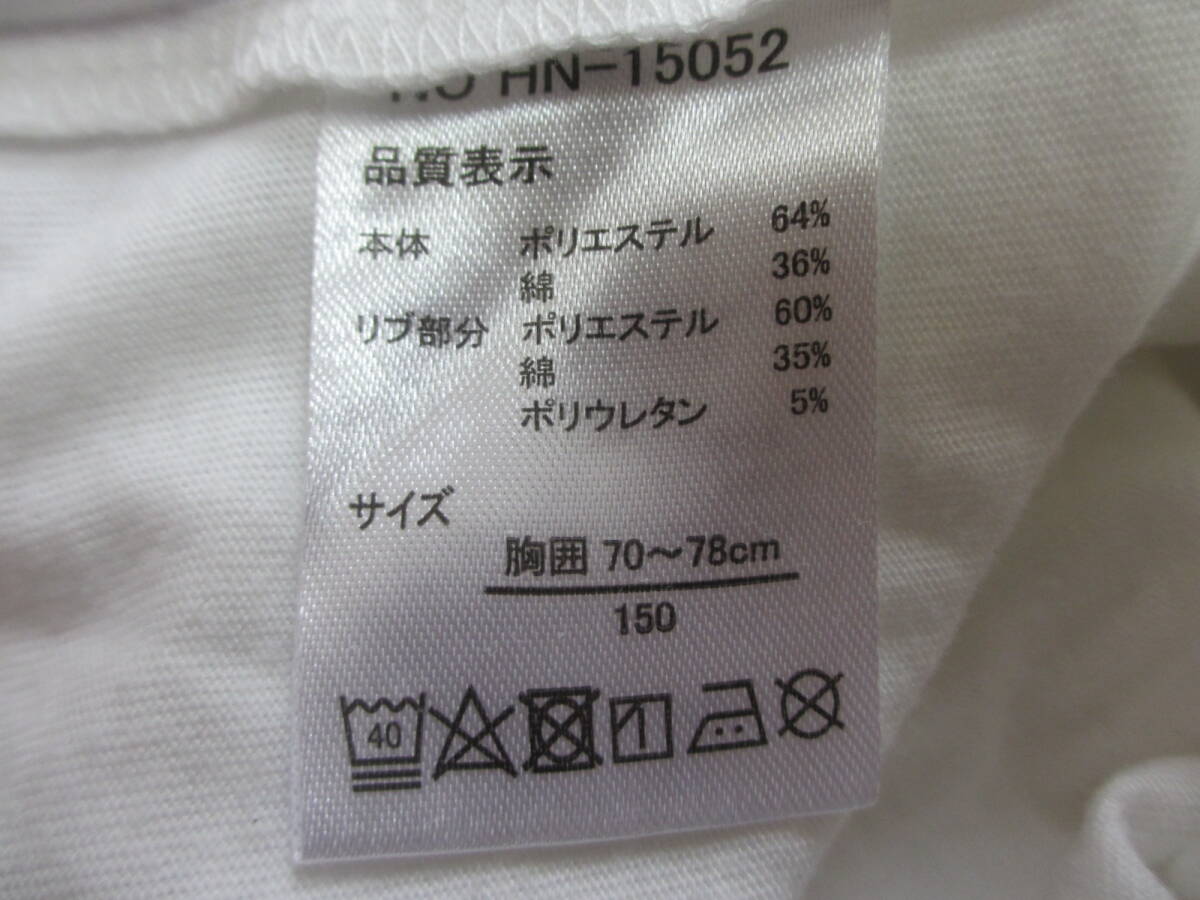 NO HN-15052
品質表示
本体 ポリエステル 64%
綿 36%
リブ部分 ポリエステル 60%
綿 35%
ポリウレタン 5%
サイズ
胸囲 70～78cm
150
40